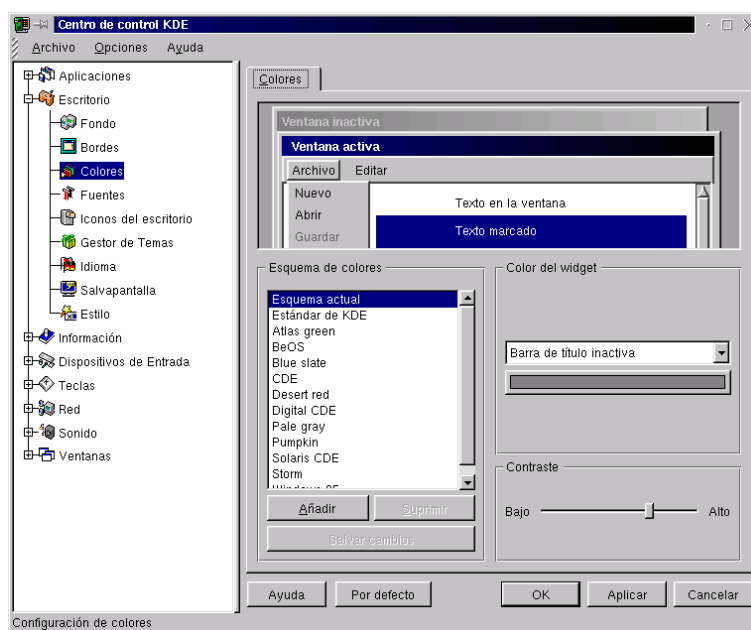 Centro de control KDE
Archivo Opciones Ayuda
Aplicaciones
Escritorio
Fondo
Bordes
Colores
Fuentes
Iconos del escritorio
Gestor de Temas
Idioma
Salvapantalla
Estilo
Información
Dispositivos de Entrada
Teclas
Red
Sonido
Ventanas
Colores
Ventana inactiva
Ventana activa
Archivo Editar
Nuevo
Abrir
Guardar
Texto en la ventana
Texto marcado
Esquema de colores
Esquema actual
Estándar de KDE
Atlas green
BeOS
Blue slate
CDE
Desert red
Digital CDE
Pale gray
Pumpkin
Solaris CDE
Storm
Añadir Suprimir
Salvar cambios
Color del widget
Barra de título inactiva
Contraste
Bajo Alto
Ayuda Por defecto OK Aplicar Cancelar
Configuración de colores